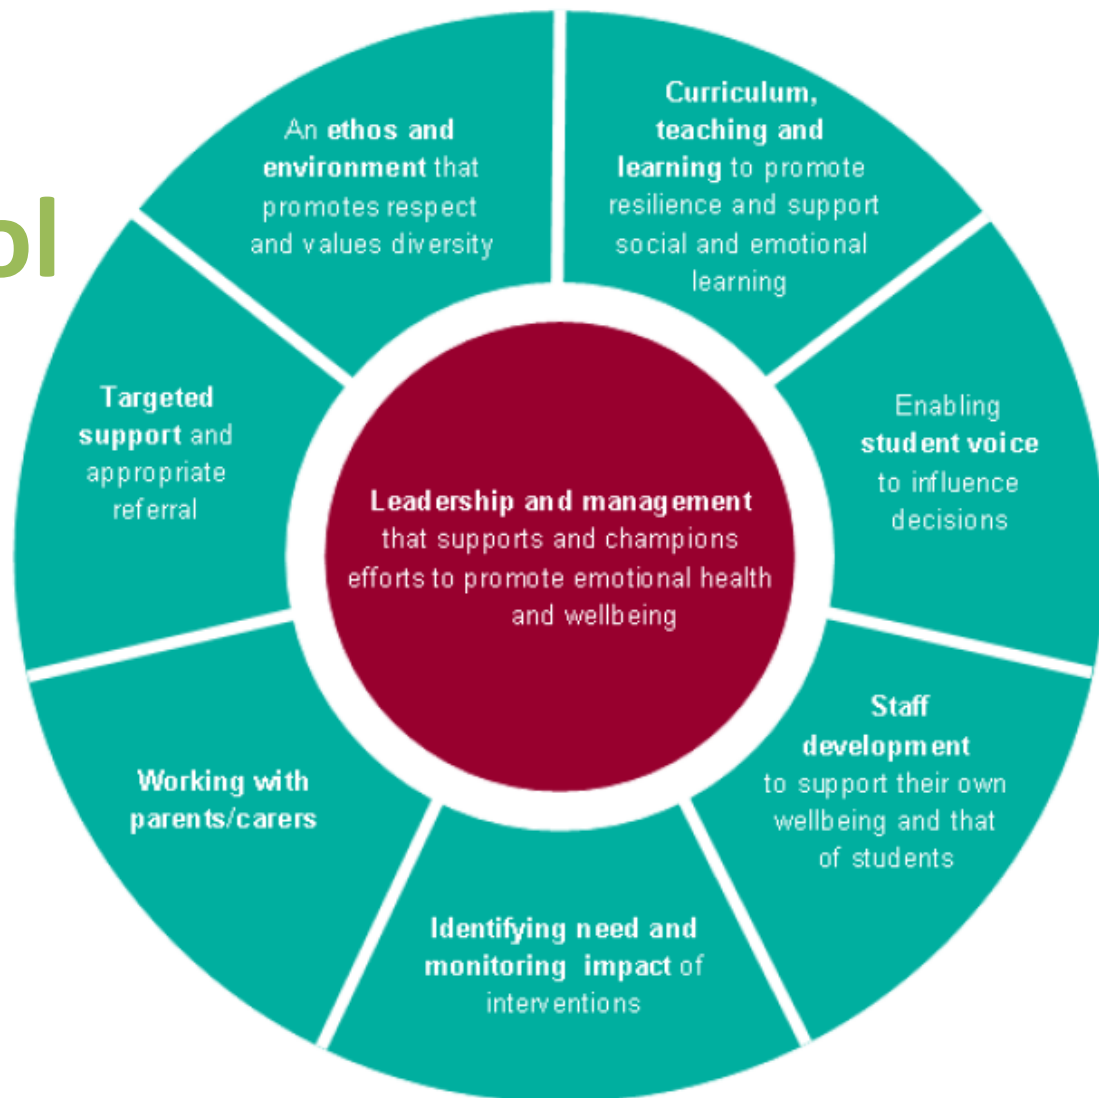 ol
An ethos and
environment that
promotes respect
and values diversity
Curriculum,
teaching and
learning to promote
resilience and support
social and emotional
learning
Enabling
student voice
to influence
decisions
Staff
development
to support their own
wellbeing and that
of students
Identifying need and
monitoring impact of
interventions
Working with
parents/carers
Targeted
support and
appropriate
referral
Leadership and management
that supports and champions
efforts to promote emotional health
and wellbeing